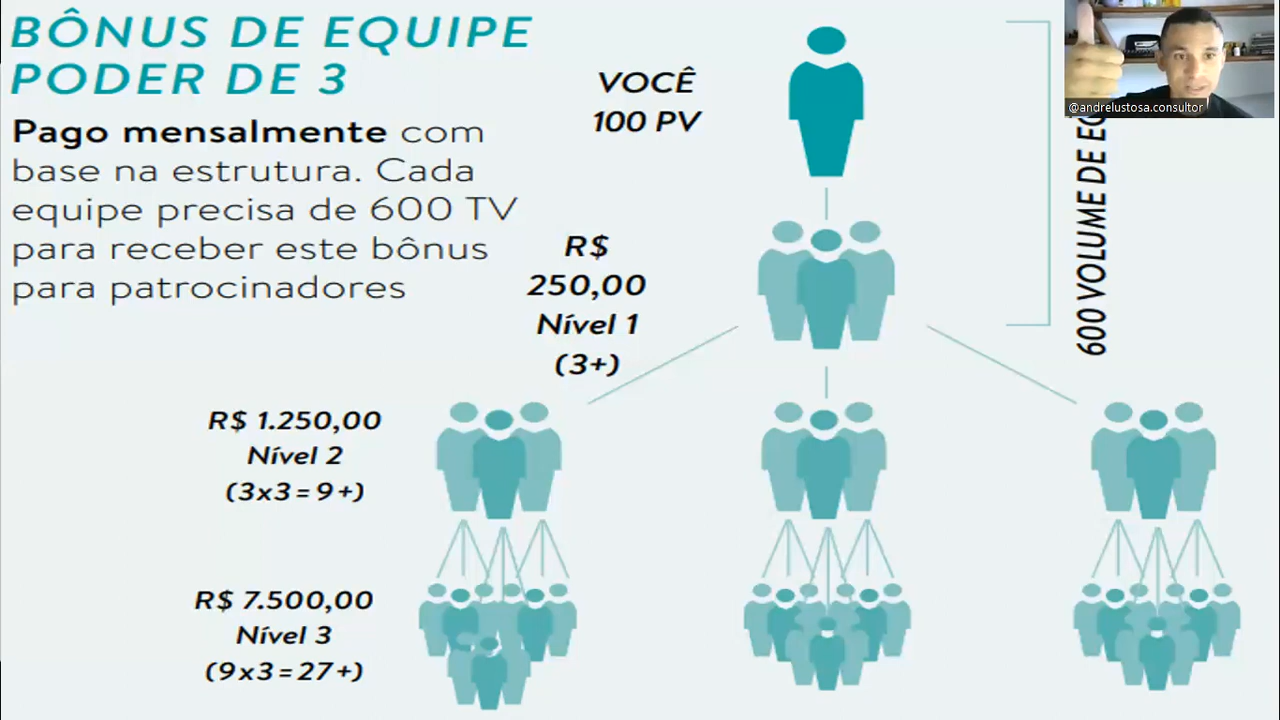 BÔNUS DE EQUIPE
PODER DE 3
Pago mensalmente com
base na estrutura. Cada
equipe precisa de 600 TV
para receber este bônus
para patrocinadores
VOCÊ
100 PV
@andrelustosa.consultor
600 VOLUME DE
R$
250,00
Nível 1
(3+)
R$ 1.250,00
Nível 2
(3x3=9+)
R$ 7.500,00
Nível 3
(9x3=27+)